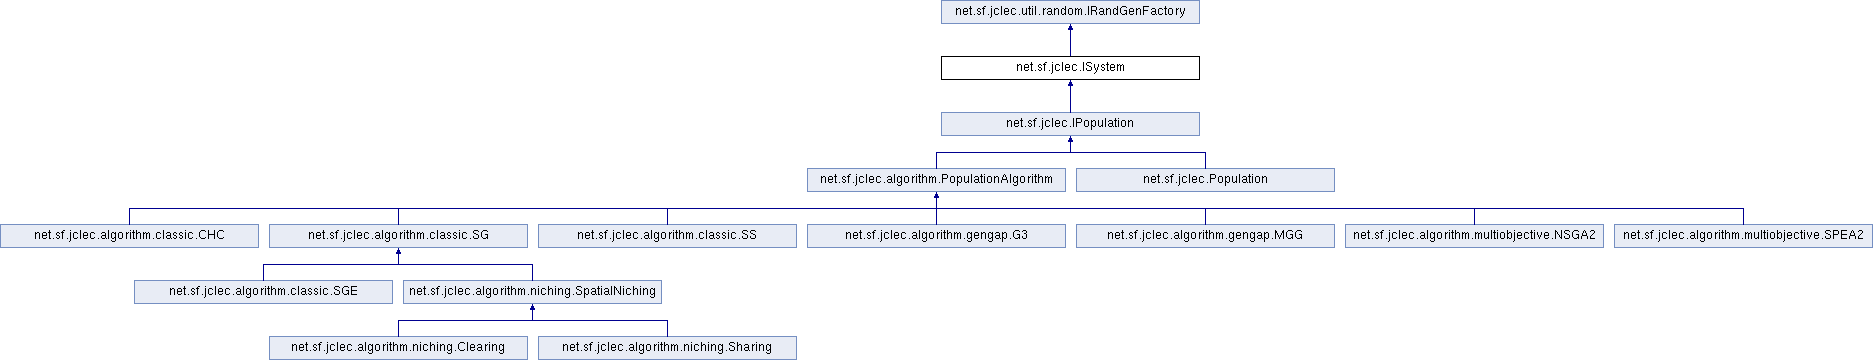 net.sf.jclec.util.random.IRandGenFactory
net.sf.jclec.ISystem
net.sf.jclec.IPopulation
net.sf.jclec.algorithm.PopulationAlgorithm
net.sf.jclec.Population
net.sf.jclec.algorithm.classic.CHC
net.sf.jclec.algorithm.classic.SG
net.sf.jclec.algorithm.classic.SS
net.sf.jclec.algorithm.gengap.G3
net.sf.jclec.algorithm.gengap.MGG
net.sf.jclec.algorithm.multiobjective.NSGA2
net.sf.jclec.algorithm.multiobjective.SPEA2
net.sf.jclec.algorithm.classic.SGE
net.sf.jclec.algorithm.niching.SpatialNiching
net.sf.jclec.algorithm.niching.Clearing
net.sf.jclec.algorithm.niching.Sharing